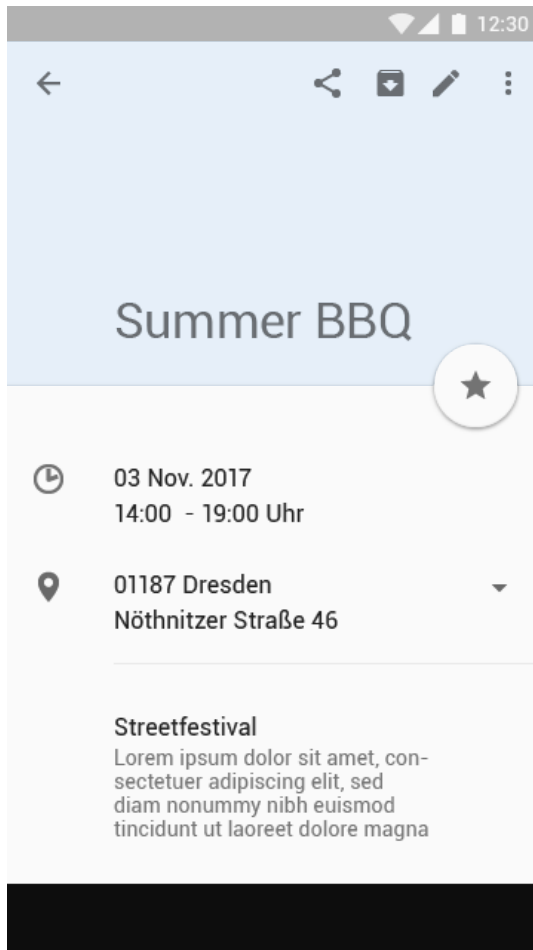 12:30
Summer BBQ
03 Nov. 2017
14:00  - 19:00 Uhr
01187 Dresden
Nöthnitzer Straße 46
Streetfestival
Lorem ipsum dolor sit amet, con-
sectetuer adipiscing elit, sed
diam nonummy nibh euismod
tincidunt ut laoreet dolore magna